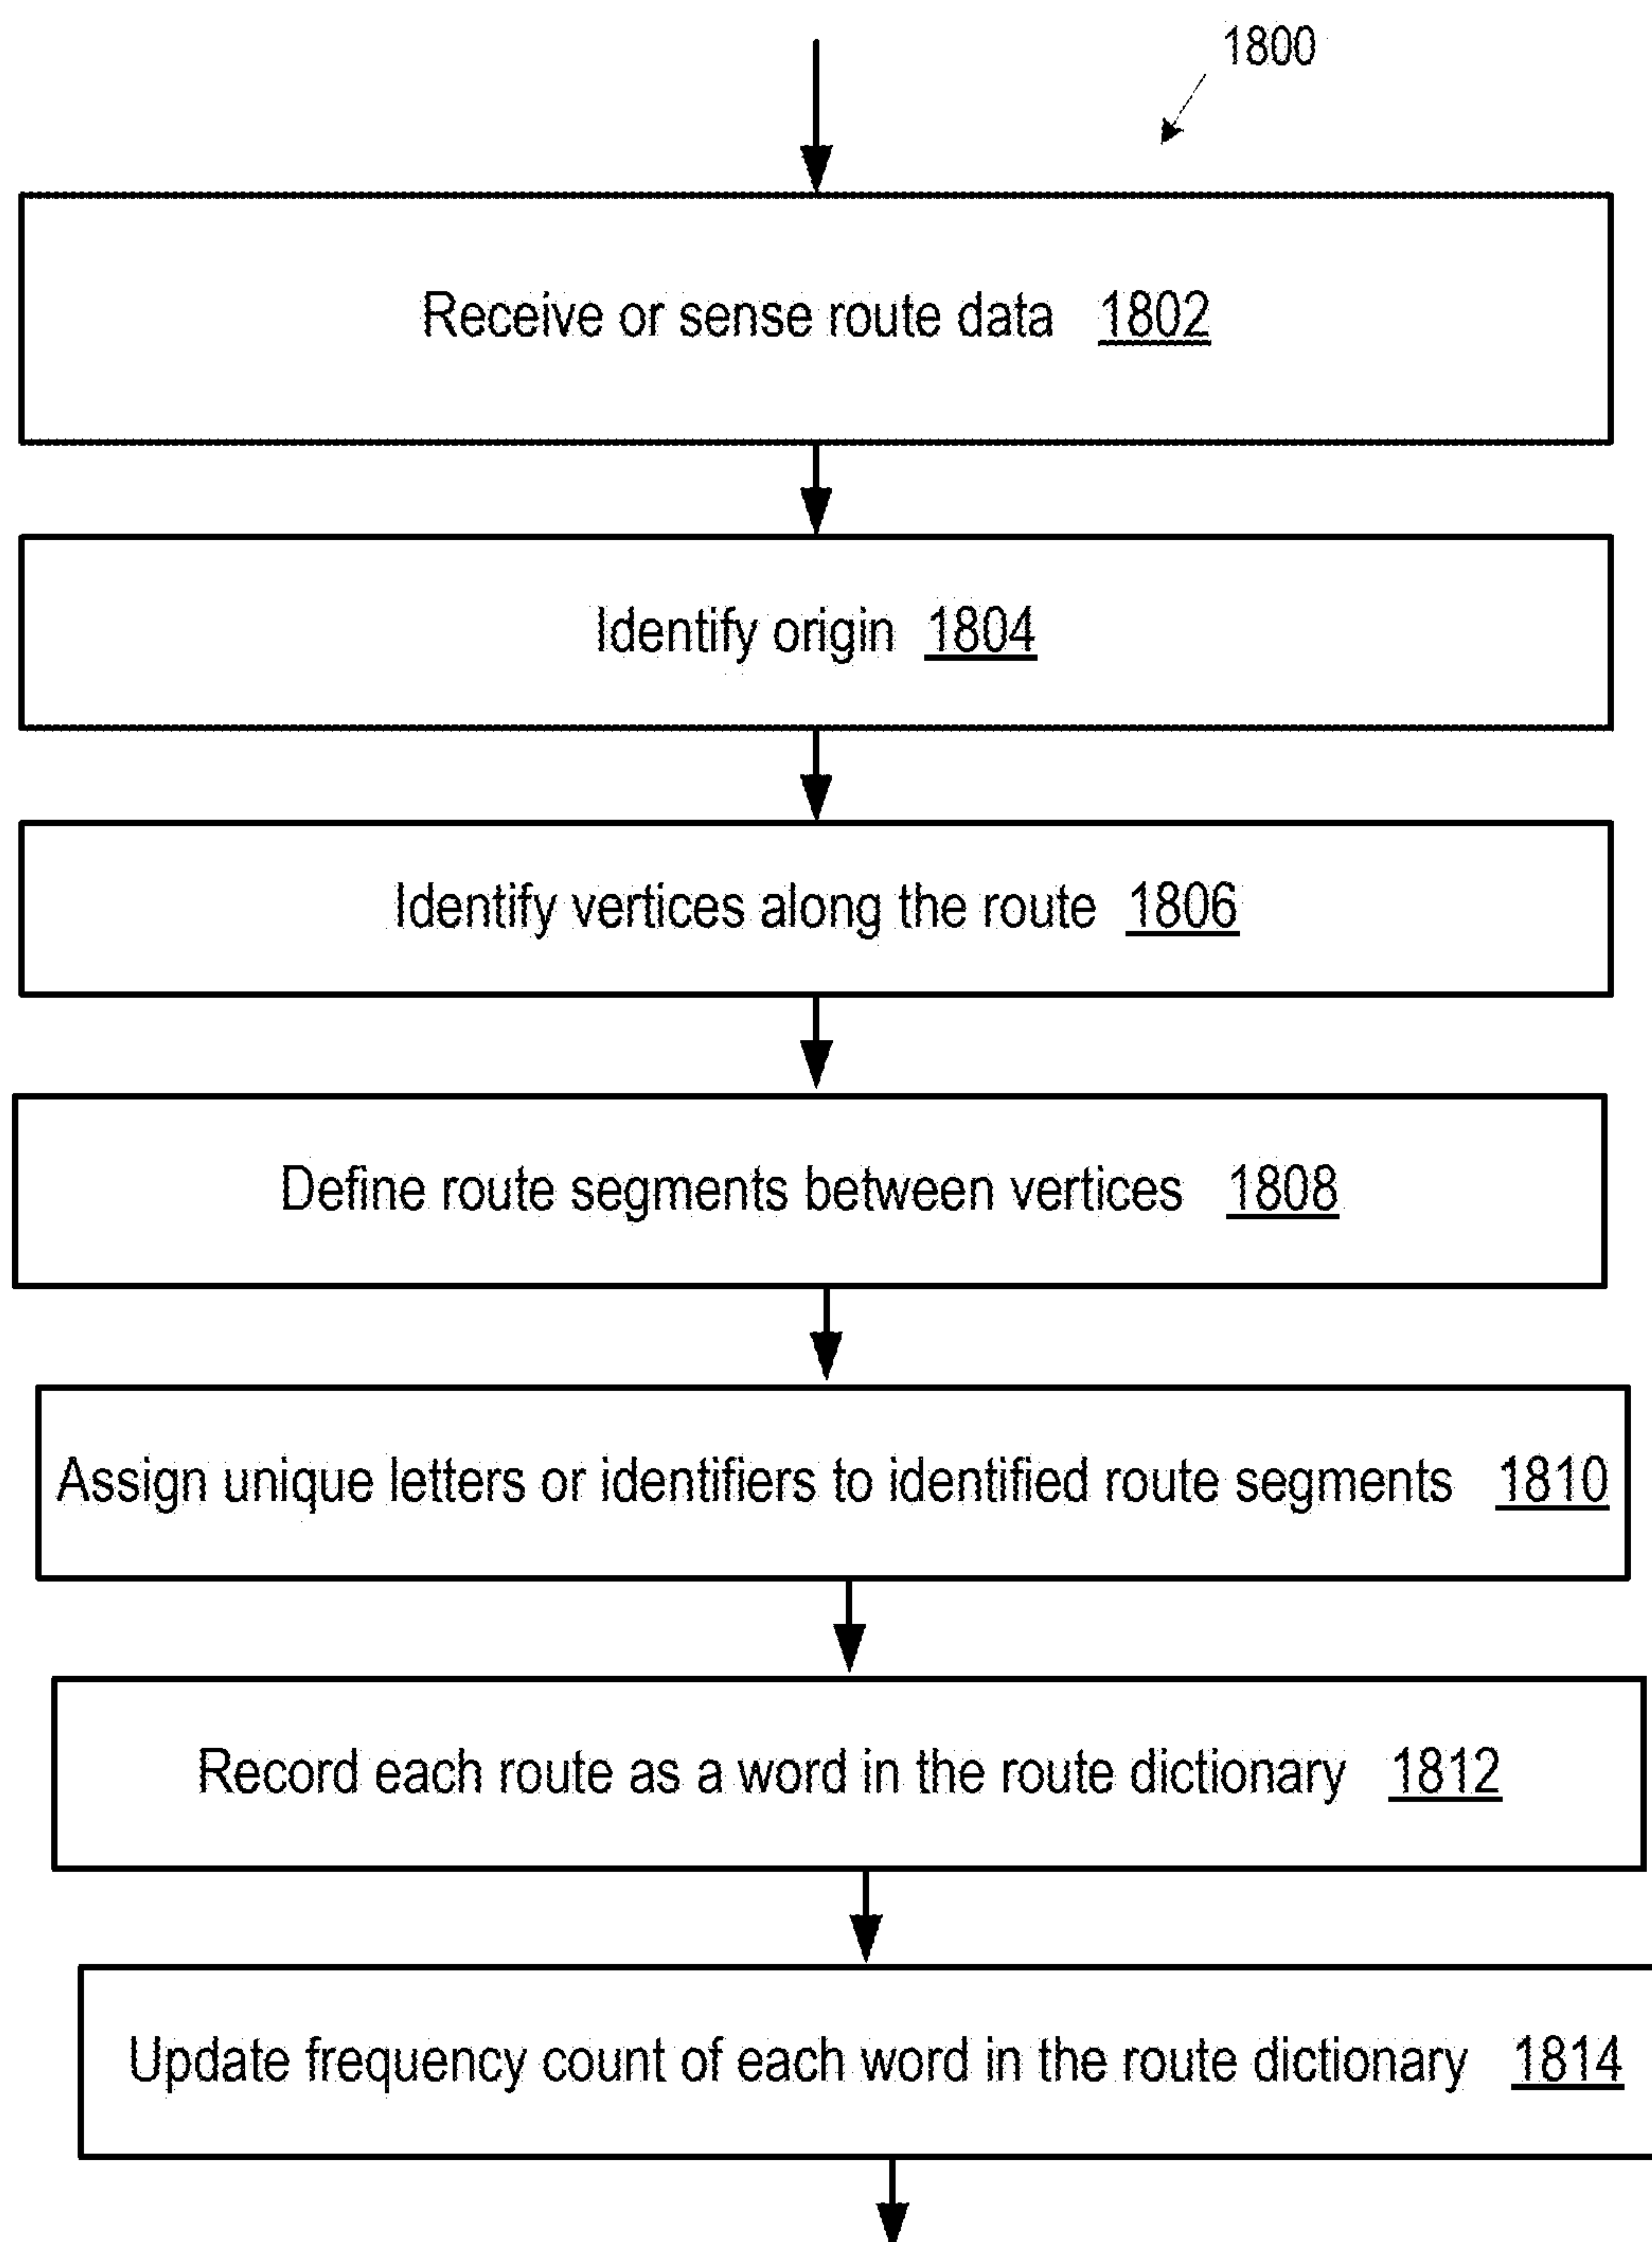 1800
Receive or sense route data 1802
Identify origin 1804
Identify vertices along the route 1806
Define route segments between vertices 1808
Assign unique letters or identifiers to identified route segments 1810
Record each route as a word in the route dictionary 1812
Update frequency count of each word in the route dictionary 1814